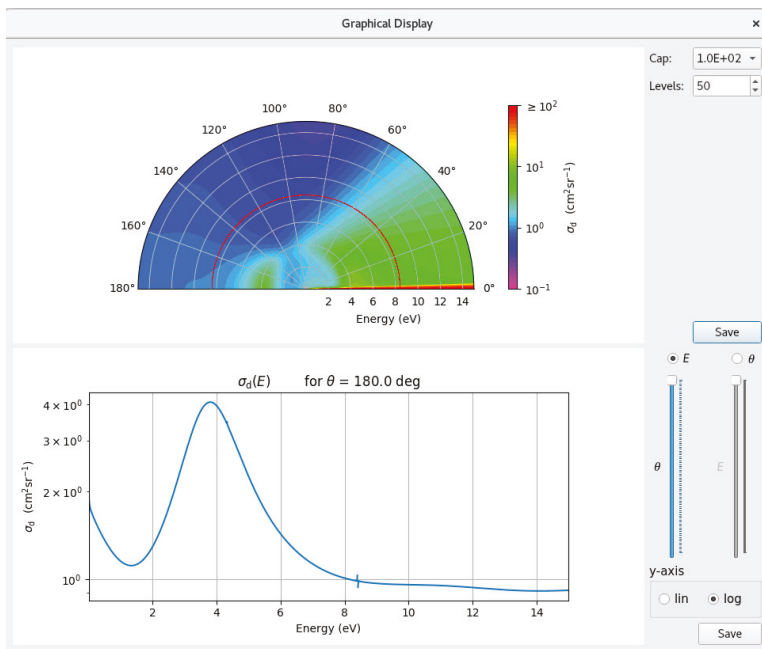 Graphical Display ×
Cap: 1.0E+02
Levels: 50
100° 80°
120° 60°
140° 40°
160° 20°
180° 0°
2 4 6 8 10 12 14
Energy (eV)
≥ 10²
10¹
10⁰
10⁻¹
σd (cm²sr⁻¹)
Save
E θ
σd(E) for θ = 180.0 deg
4 × 10⁰
3 × 10⁰
2 × 10⁰
10⁰
σd (cm²sr⁻¹)
2 4 6 8 10 12 14
Energy (eV)
θ E
y-axis
lin log
Save